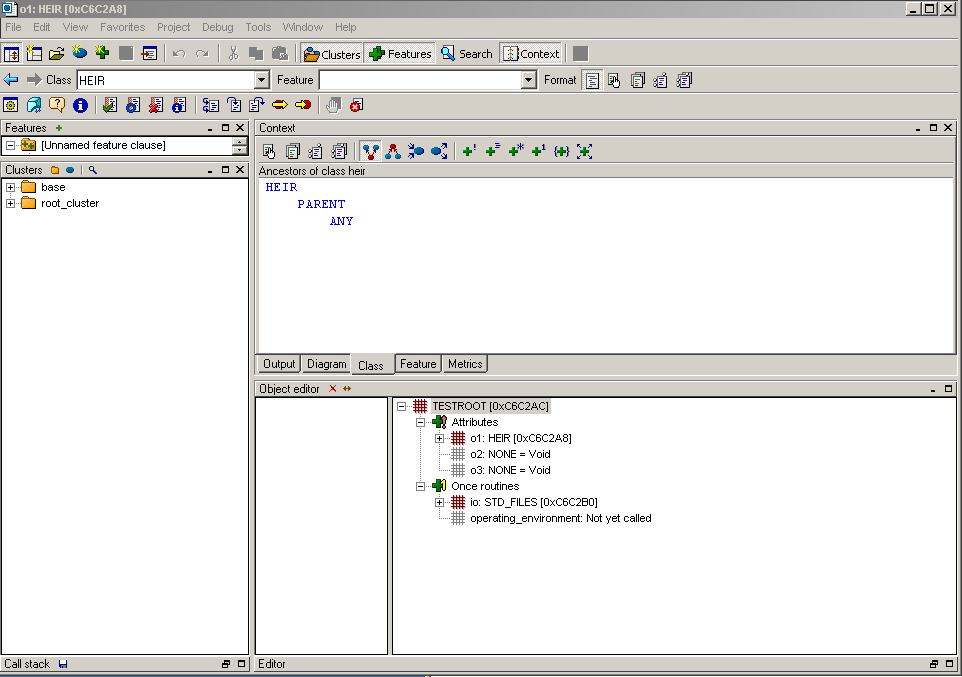 o1: HEIR [0xC6C2A8]
File Edit View Favorites Project Debug Tools Window Help
Clusters Features Search Context
Class HEIR Feature Format
Features
[Unnamed feature clause]
Clusters
base
root_cluster
Context
Ancestors of class heir
HEIR
PARENT
ANY
Output Diagram Class Feature Metrics
Object editor
TESTROOT [0xC6C2AC]
Attributes
o1: HEIR [0xC6C2A8]
o2: NONE = Void
o3: NONE = Void
Once routines
io: STD_FILES [0xC6C2B0]
operating_environment: Not yet called
Call stack
Editor